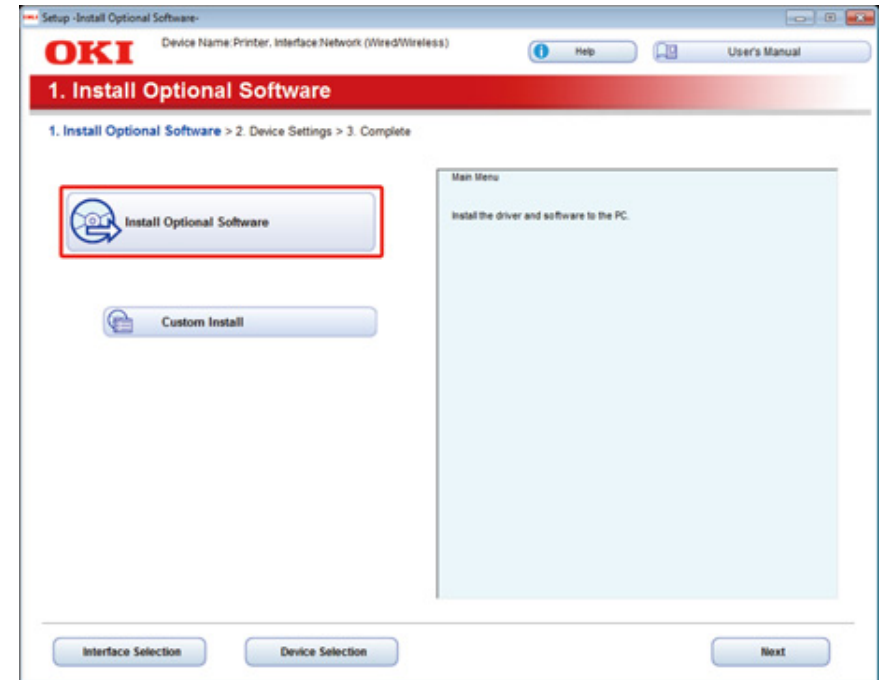 Setup -Install Optional Software-
OKI
Device Name:Printer, Interface:Network (Wired/Wireless)
Help
User's Manual
1. Install Optional Software
1. Install Optional Software > 2. Device Settings > 3. Complete
Main Menu
Install Optional Software
Install the driver and software to the PC.
Custom Install
Interface Selection
Device Selection
Next